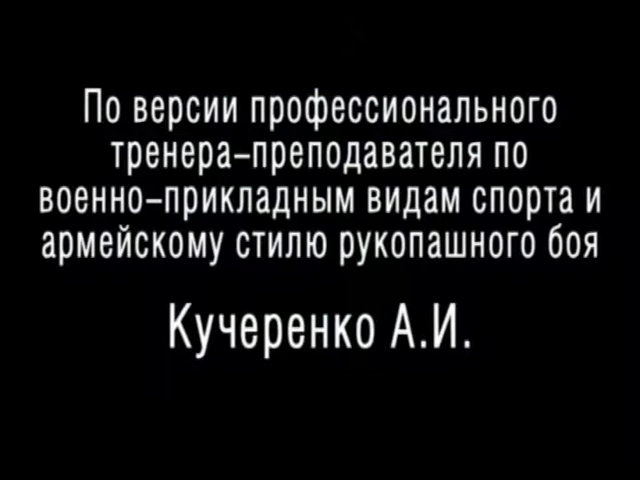 По версии профессионального
тренера–преподавателя по
военно–прикладным видам спорта и
армейскому стилю рукопашного боя
Кучеренко А.И.